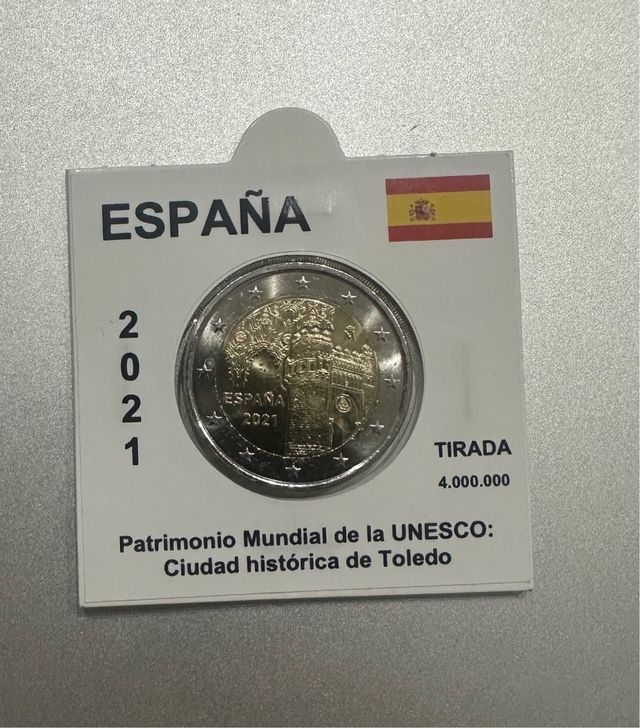 ESPAÑA
2
0
2
1
ESPAÑA
2021
TIRADA
4.000.000
Patrimonio Mundial de la UNESCO:
Ciudad histórica de Toledo